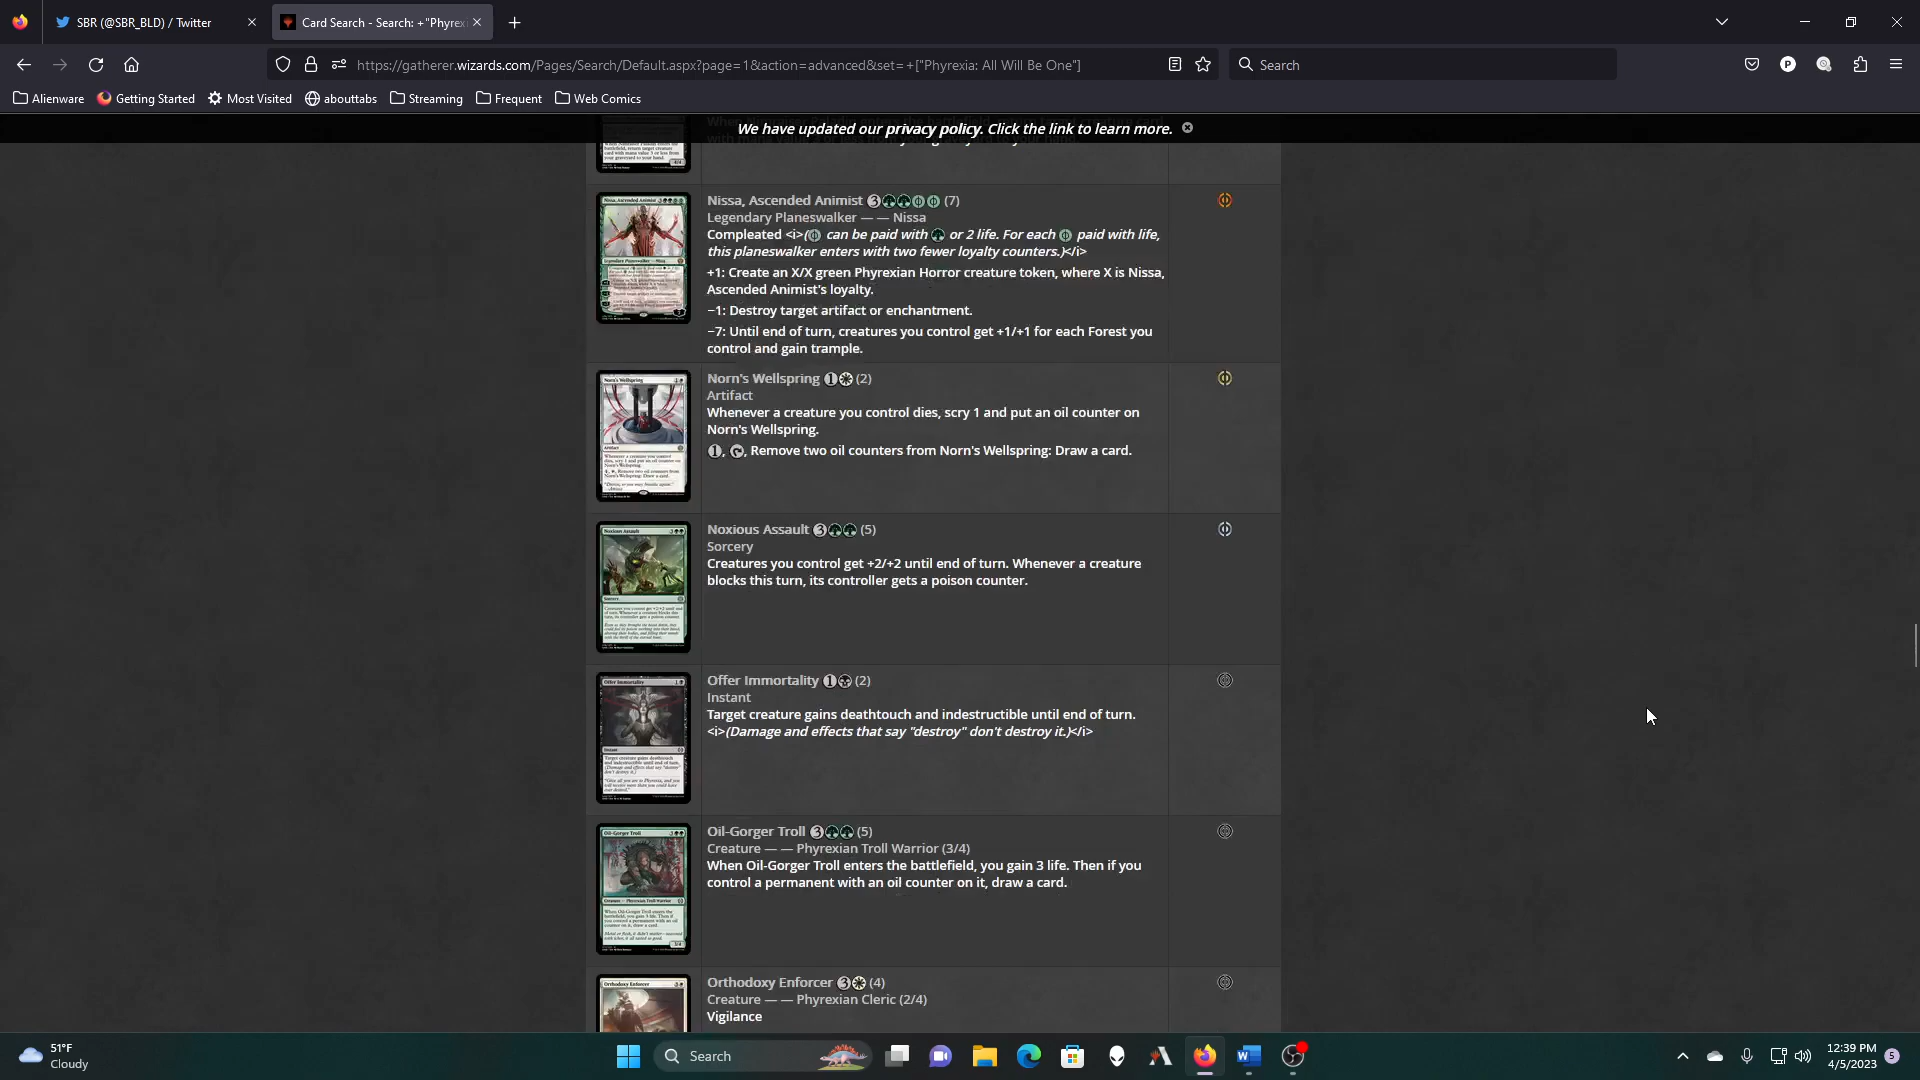 SBR (@SBR_BLD) / Twitter
Card Search - Search: +"Phyrexi
https://gatherer.wizards.com/Pages/Search/Default.aspx?page=1&action=advanced&set=+["Phyrexia: All Will Be One"]
Search
Alienware
Getting Started
Most Visited
abouttabs
Streaming
Frequent
Web Comics
We have updated our privacy policy. Click the link to learn more.
Nissa, Ascended Animist 3 (7)
Legendary Planeswalker — — Nissa
Compleated <i>( can be paid with or 2 life. For each paid with life,
this planeswalker enters with two fewer loyalty counters.)</i>
+1: Create an X/X green Phyrexian Horror creature token, where X is Nissa,
Ascended Animist's loyalty.
−1: Destroy target artifact or enchantment.
−7: Until end of turn, creatures you control get +1/+1 for each Forest you
control and gain trample.
Norn's Wellspring 1 (2)
Artifact
Whenever a creature you control dies, scry 1 and put an oil counter on
Norn's Wellspring.
1, , Remove two oil counters from Norn's Wellspring: Draw a card.
Noxious Assault 3 (5)
Sorcery
Creatures you control get +2/+2 until end of turn. Whenever a creature
blocks this turn, its controller gets a poison counter.
Offer Immortality 1 (2)
Instant
Target creature gains deathtouch and indestructible until end of turn.
<i>(Damage and effects that say "destroy" don't destroy it.)</i>
Oil-Gorger Troll 3 (5)
Creature — — Phyrexian Troll Warrior (3/4)
When Oil-Gorger Troll enters the battlefield, you gain 3 life. Then if you
control a permanent with an oil counter on it, draw a card.
Orthodoxy Enforcer 3 (4)
Creature — — Phyrexian Cleric (2/4)
Vigilance
51°F
Cloudy
Search
12:39 PM
4/5/2023
5